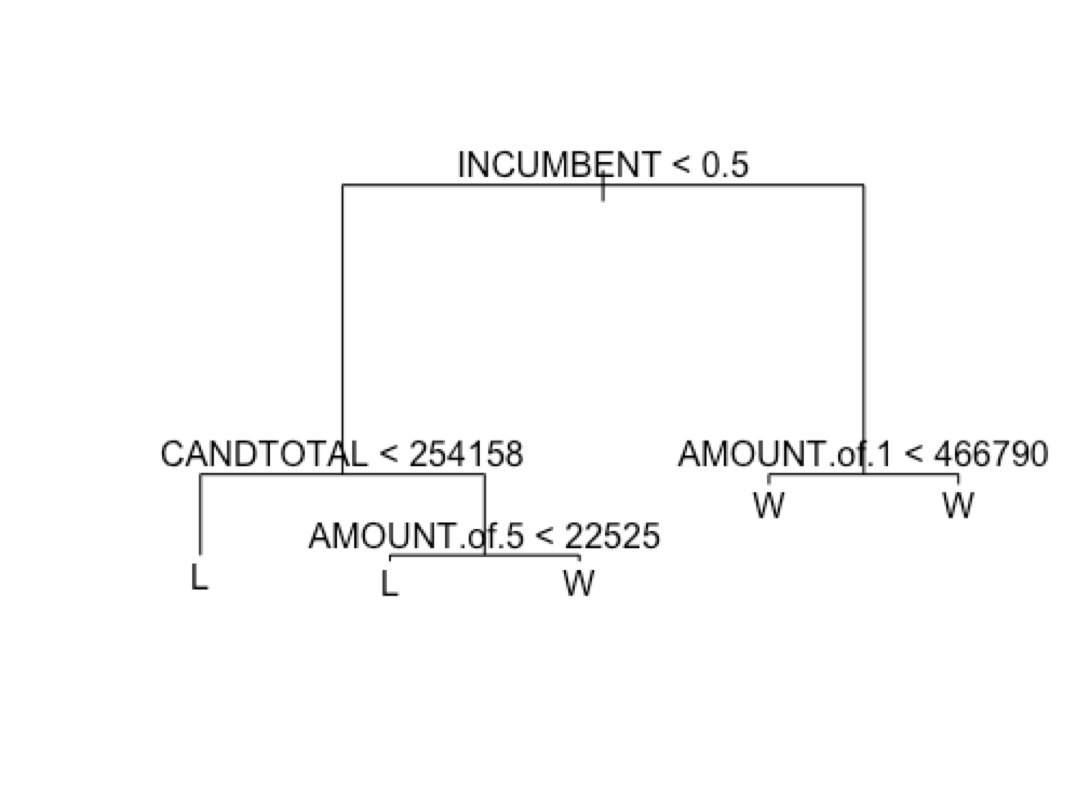 INCUMBENT < 0.5
CANDTOTAL < 254158
AMOUNT.of.1 < 466790
W
W
AMOUNT.of.5 < 22525
L
L
W